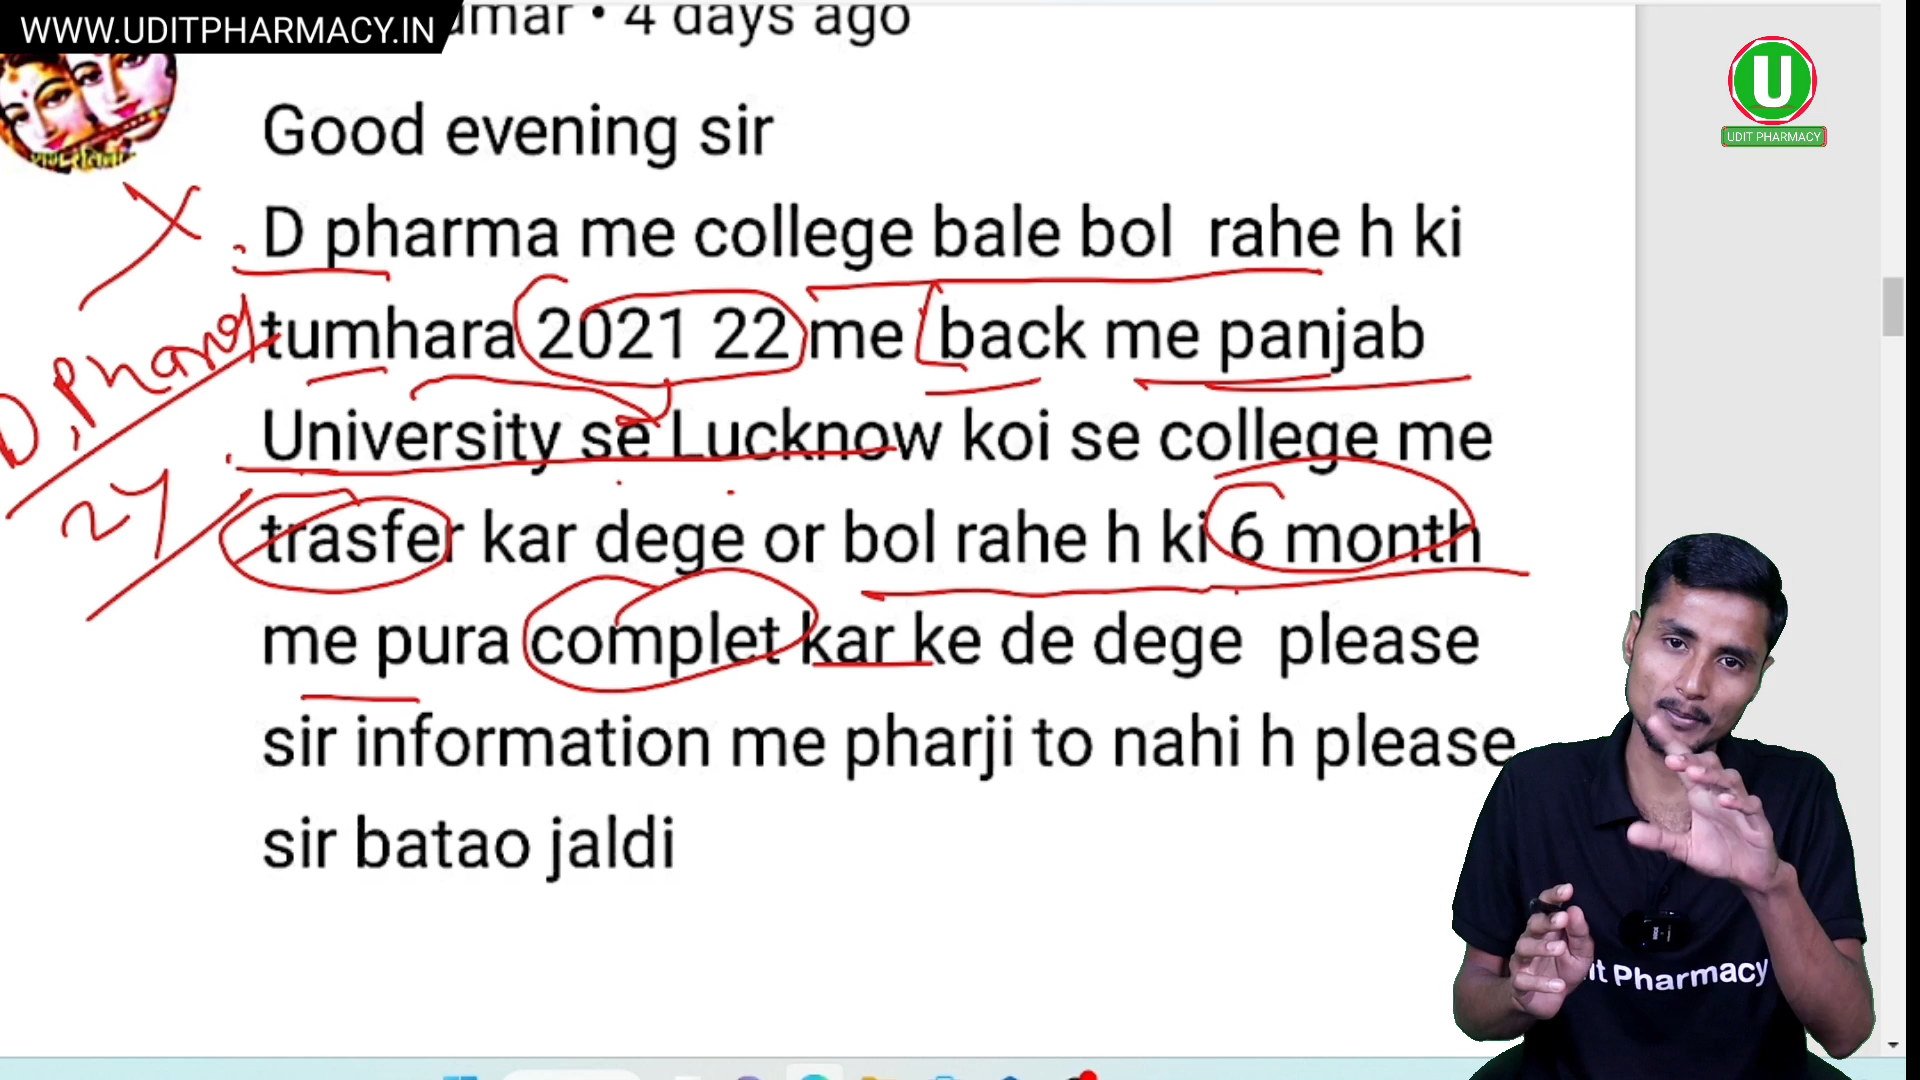 WWW.UDITPHARMACY.IN
umar • 4 days ago
U
UDIT PHARMACY
Good evening sir
D pharma me college bale bol rahe h ki
tumhara 2021 22 me back me panjab
University se Lucknow koi se college me
trasfer kar dege or bol rahe h ki 6 month
me pura complet kar ke de dege please
sir information me pharji to nahi h please
sir batao jaldi
D.Pharma
2Y
it Pharmacy